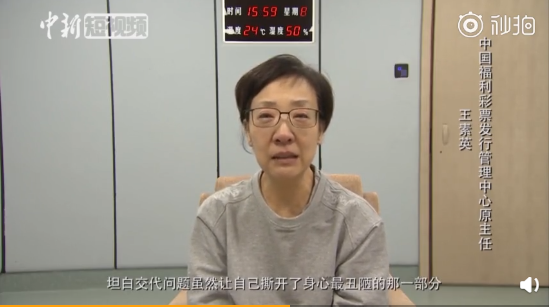 中新短视频
时间 15 59 星期 8
温度 24℃ 湿度 50%
秒拍
中国福利彩票发行管理中心原主任
王素英
坦白交代问题虽然让自己撕开了身心最丑陋的那一部分